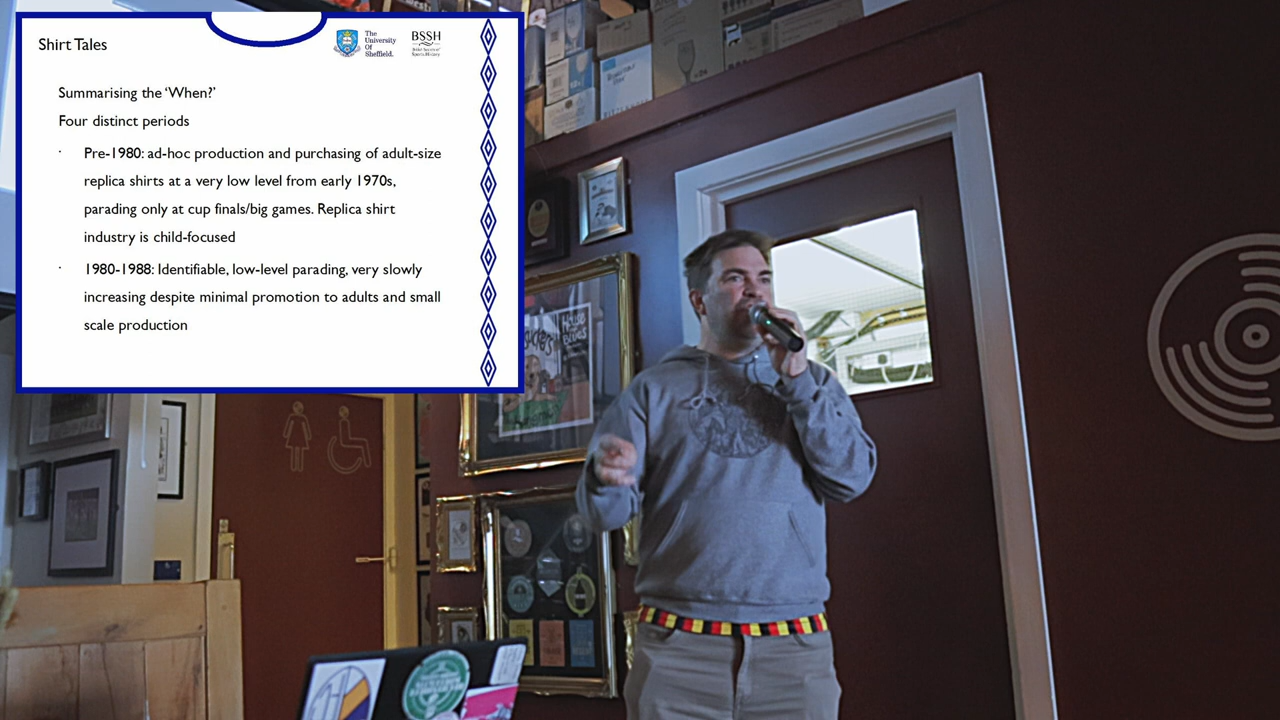 Shirt Tales
The
University
Of
Sheffield.
BSSH
Summarising the ‘When?’
Four distinct periods
· Pre-1980: ad-hoc production and purchasing of adult-size
replica shirts at a very low level from early 1970s,
parading only at cup finals/big games. Replica shirt
industry is child-focused
· 1980-1988: Identifiable, low-level parading, very slowly
increasing despite minimal promotion to adults and small
scale production
HOUSE
BLUES